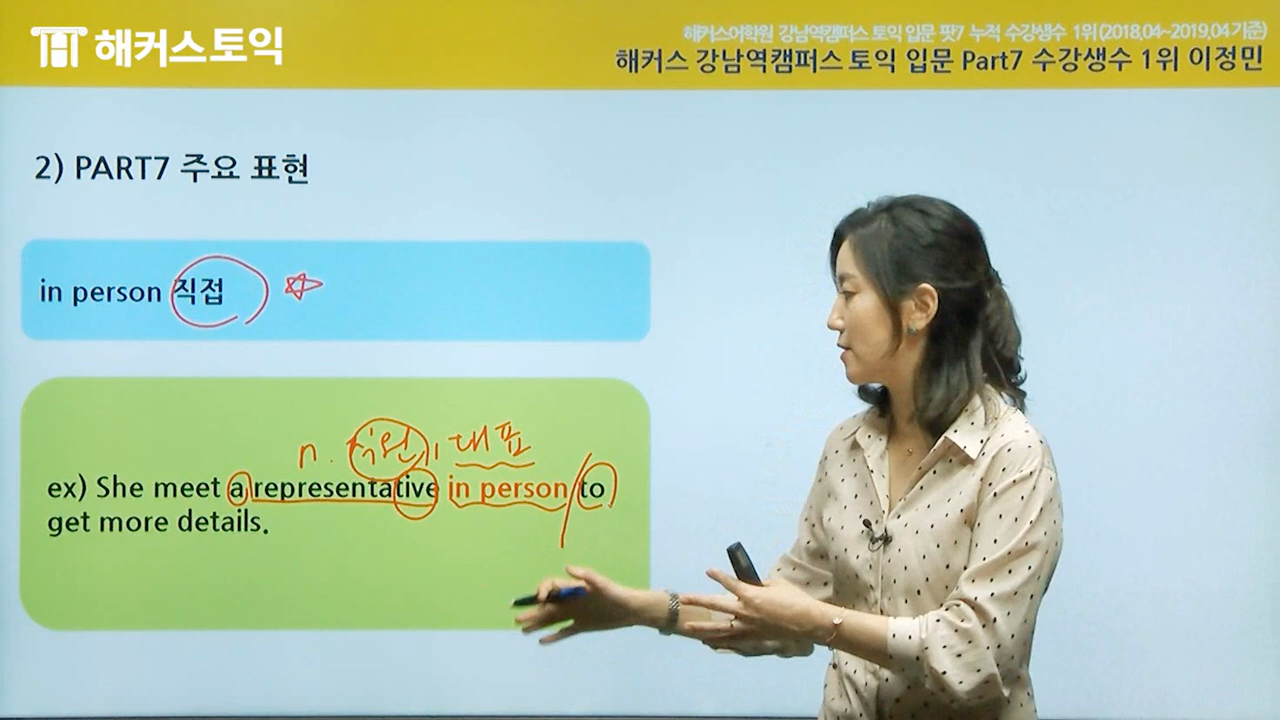 해커스토익
해커스어학원 강남역캠퍼스 토익 입문 팟7 누적 수강생수 1위(2018.04~2019.04 기준)
해커스 강남역캠퍼스 토익 입문 Part7 수강생수 1위 이정민
2) PART7 주요 표현
in person 직접
n. 직원, 대표
ex) She meet a representative in person to
get more details.